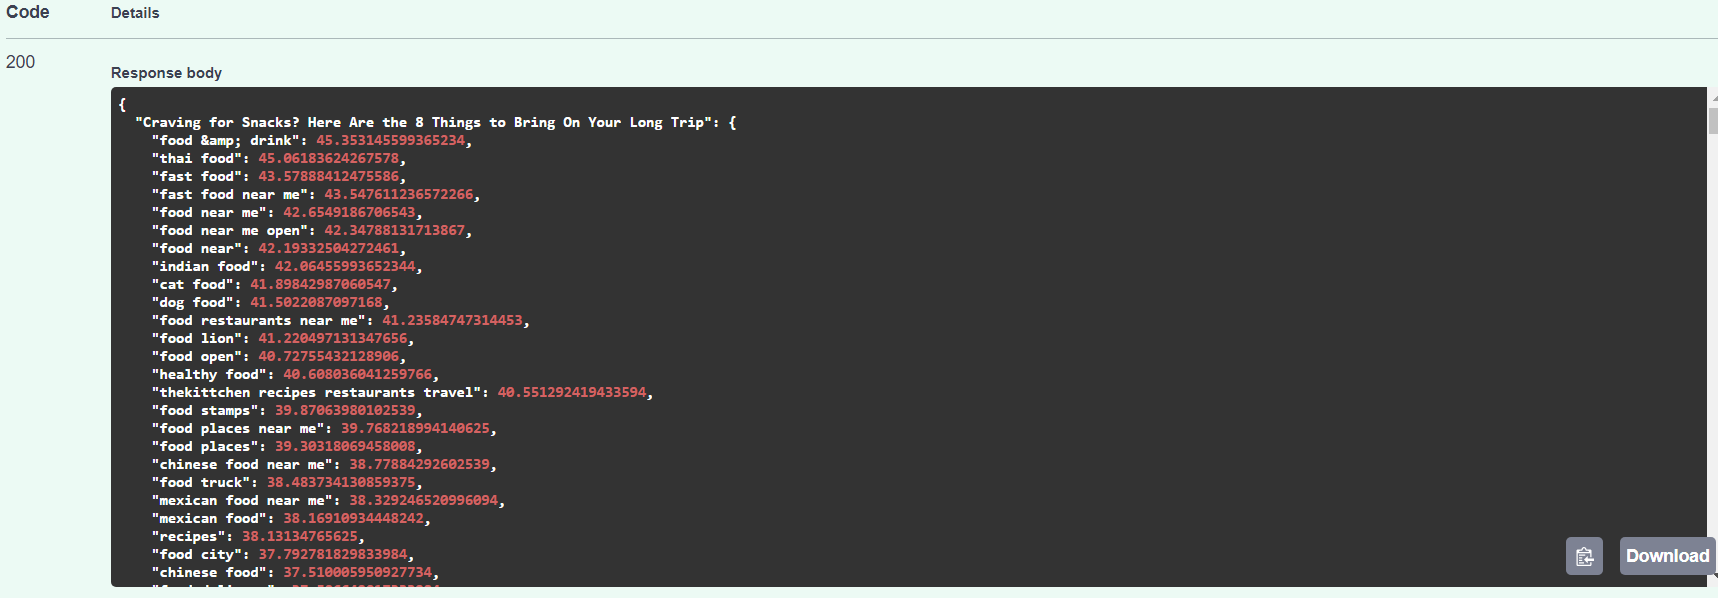 Code Details
200
Response body
{
"Craving for Snacks? Here Are the 8 Things to Bring On Your Long Trip": {
"food &amp; drink": 45.353145599365234,
"thai food": 45.06183624267578,
"fast food": 43.57888412475586,
"fast food near me": 43.547611236572266,
"food near me": 42.6549186706543,
"food near me open": 42.34788131713867,
"food near": 42.19332504272461,
"indian food": 42.06455993652344,
"cat food": 41.89842987060547,
"dog food": 41.5022087097168,
"food restaurants near me": 41.23584747314453,
"food lion": 41.220497131347656,
"food open": 40.72755432128906,
"healthy food": 40.608036041259766,
"thekittchen recipes restaurants travel": 40.551292419433594,
"food stamps": 39.87063980102539,
"food places near me": 39.768218994140625,
"food places": 39.30318069458008,
"chinese food near me": 38.77884292602539,
"food truck": 38.483734130859375,
"mexican food near me": 38.329246520996094,
"mexican food": 38.16910934448242,
"recipes": 38.13134765625,
"food city": 37.792781829833984,
"chinese food": 37.510005950927734,
Download